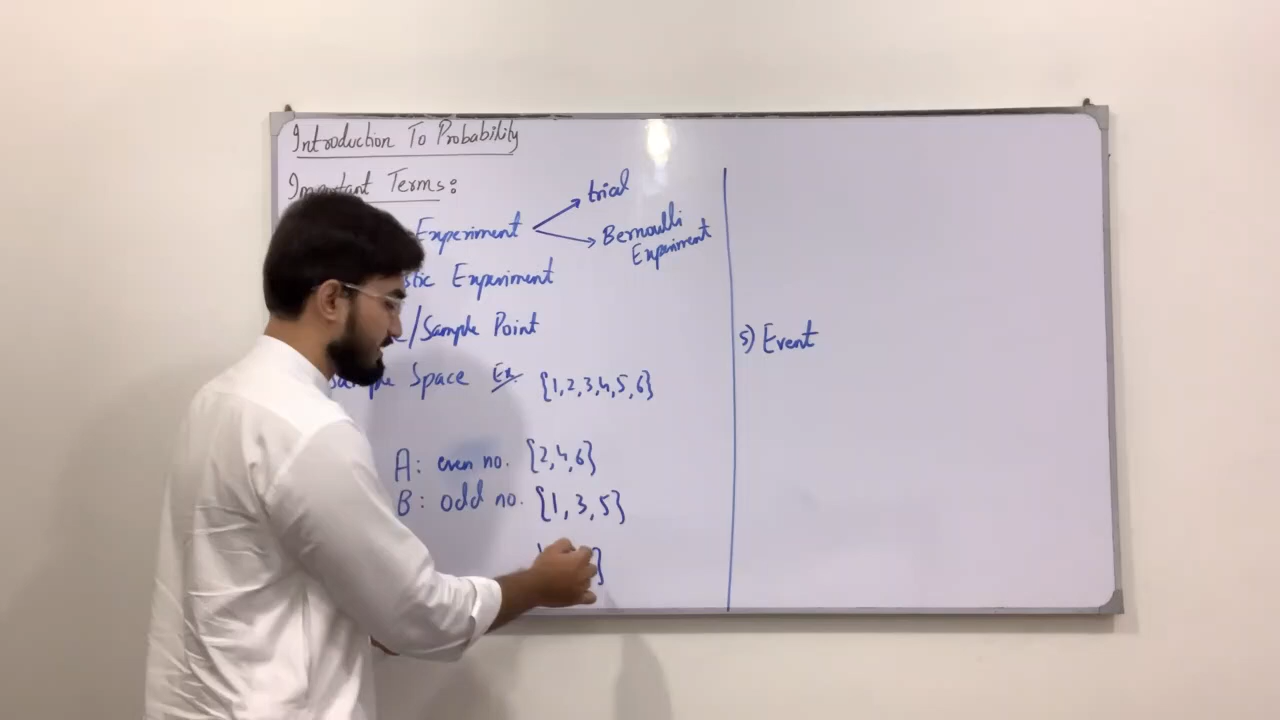 Introduction To Probability
Important Terms:
Experiment
trial
Bernoulli
Experiment
Experiment
/Sample Point
Sample Space Ex. {1,2,3,4,5,6}
A: even no. {2,4,6}
B: odd no. {1,3,5}
}
5) Event